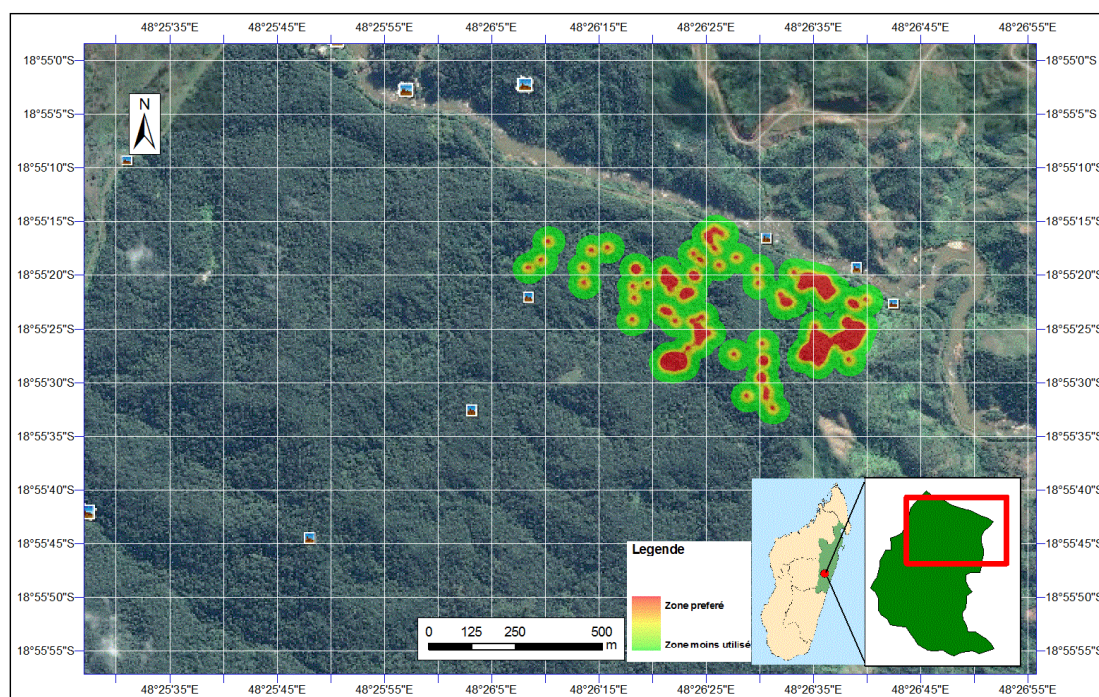 48°25'35"E 48°25'45"E 48°25'55"E 48°26'5"E 48°26'15"E 48°26'25"E 48°26'35"E 48°26'45"E 48°26'55"E
18°55'0"S 18°55'0"S
N
18°55'5"S 18°55'5"S
18°55'10"S 18°55'10"S
18°55'15"S 18°55'15"S
18°55'20"S 18°55'20"S
18°55'25"S 18°55'25"S
18°55'30"S 18°55'30"S
18°55'35"S 18°55'35"S
18°55'40"S 18°55'40"S
18°55'45"S 18°55'45"S
Legende
18°55'50"S 18°55'50"S
Zone preferé
0 125 250 500
m
Zone moins utilisé
18°55'55"S 18°55'55"S
48°25'35"E 48°25'45"E 48°25'55"E 48°26'5"E 48°26'15"E 48°26'25"E 48°26'35"E 48°26'45"E 48°26'55"E